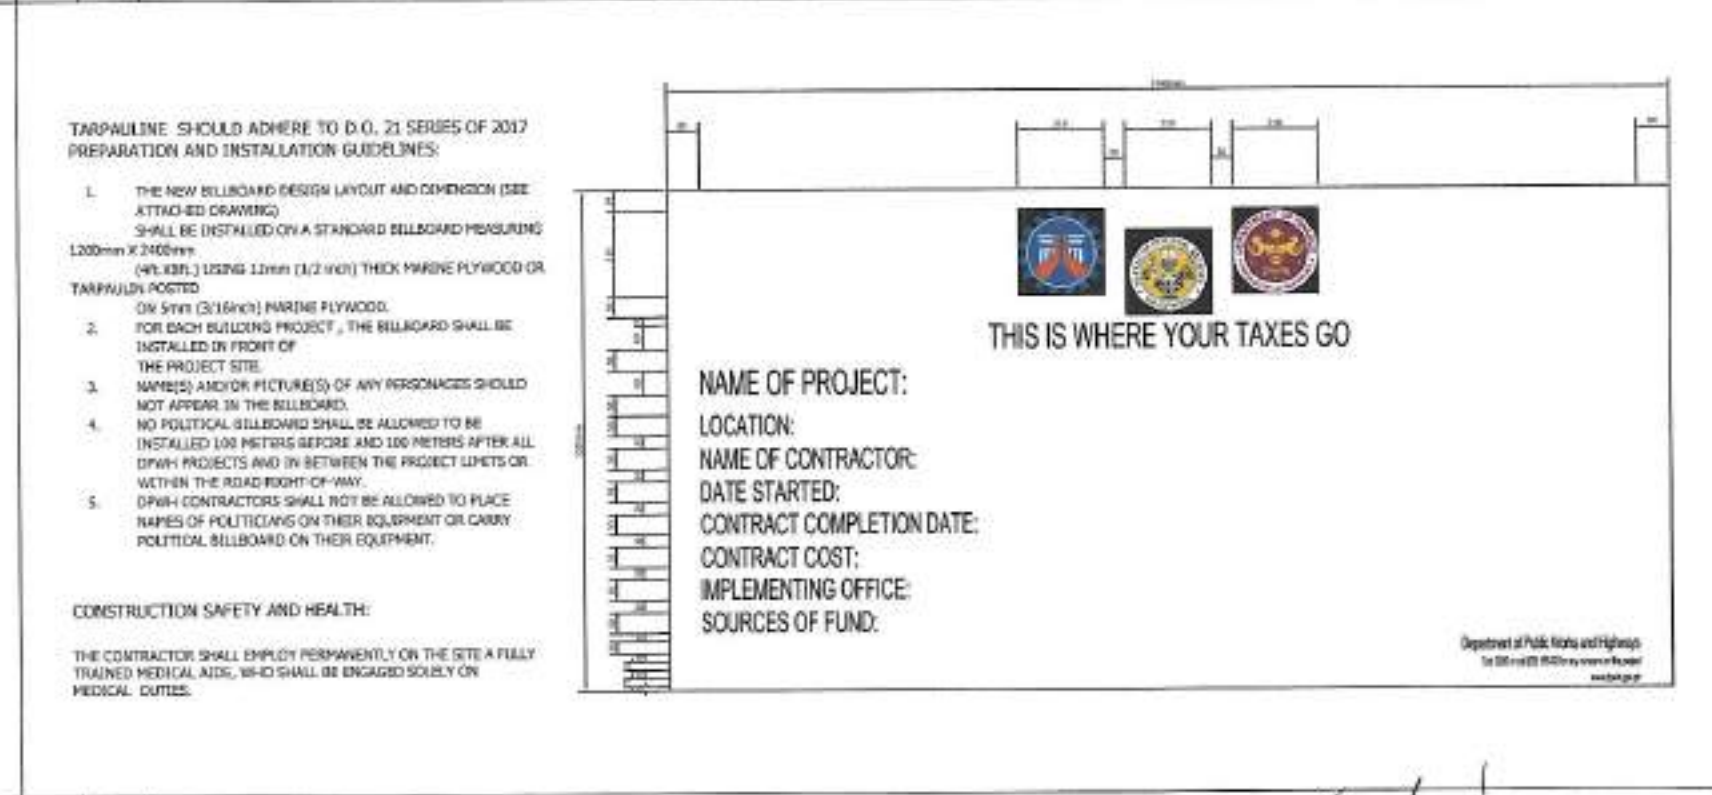 TARPAULINE SHOULD ADHERE TO D.O. 21 SERIES OF 2017
PREPARATION AND INSTALLATION GUIDELINES:
1. THE NEW BILLBOARD DESIGN LAYOUT AND DIMENSION (SEE
ATTACHED DRAWING)
SHALL BE INSTALLED ON A STANDARD BILLBOARD MEASURING
1200mm X 2400mm
(4ft. X8ft.) USING 12mm (1/2 inch) THICK MARINE PLYWOOD OR
TARPAULIN POSTED
ON 5mm (3/16inch) MARINE PLYWOOD.
2. FOR EACH BUILDING PROJECT , THE BILLBOARD SHALL BE
INSTALLED IN FRONT OF
THE PROJECT SITE.
3. NAME(S) AND/OR PICTURE(S) OF ANY PERSONAGES SHOULD
NOT APPEAR IN THE BILLBOARD.
4. NO POLITICAL BILLBOARD SHALL BE ALLOWED TO BE
INSTALLED 100 METERS BEFORE AND 100 METERS AFTER ALL
DPWH PROJECTS AND IN BETWEEN THE PROJECT LIMITS OR
WITHIN THE ROAD RIGHT-OF-WAY.
5. DPWH CONTRACTORS SHALL NOT BE ALLOWED TO PLACE
NAMES OF POLITICIANS ON THEIR EQUIPMENT OR CARRY
POLITICAL BILLBOARD ON THEIR EQUIPMENT.
CONSTRUCTION SAFETY AND HEALTH:
THE CONTRACTOR SHALL EMPLOY PERMANENTLY ON THE SITE A FULLY
TRAINED MEDICAL AIDS, WHO SHALL BE ENGAGED SOLELY ON
MEDICAL DUTIES.
THIS IS WHERE YOUR TAXES GO
NAME OF PROJECT:
LOCATION:
NAME OF CONTRACTOR:
DATE STARTED:
CONTRACT COMPLETION DATE:
CONTRACT COST:
IMPLEMENTING OFFICE:
SOURCES OF FUND:
Department of Public Works and Highways